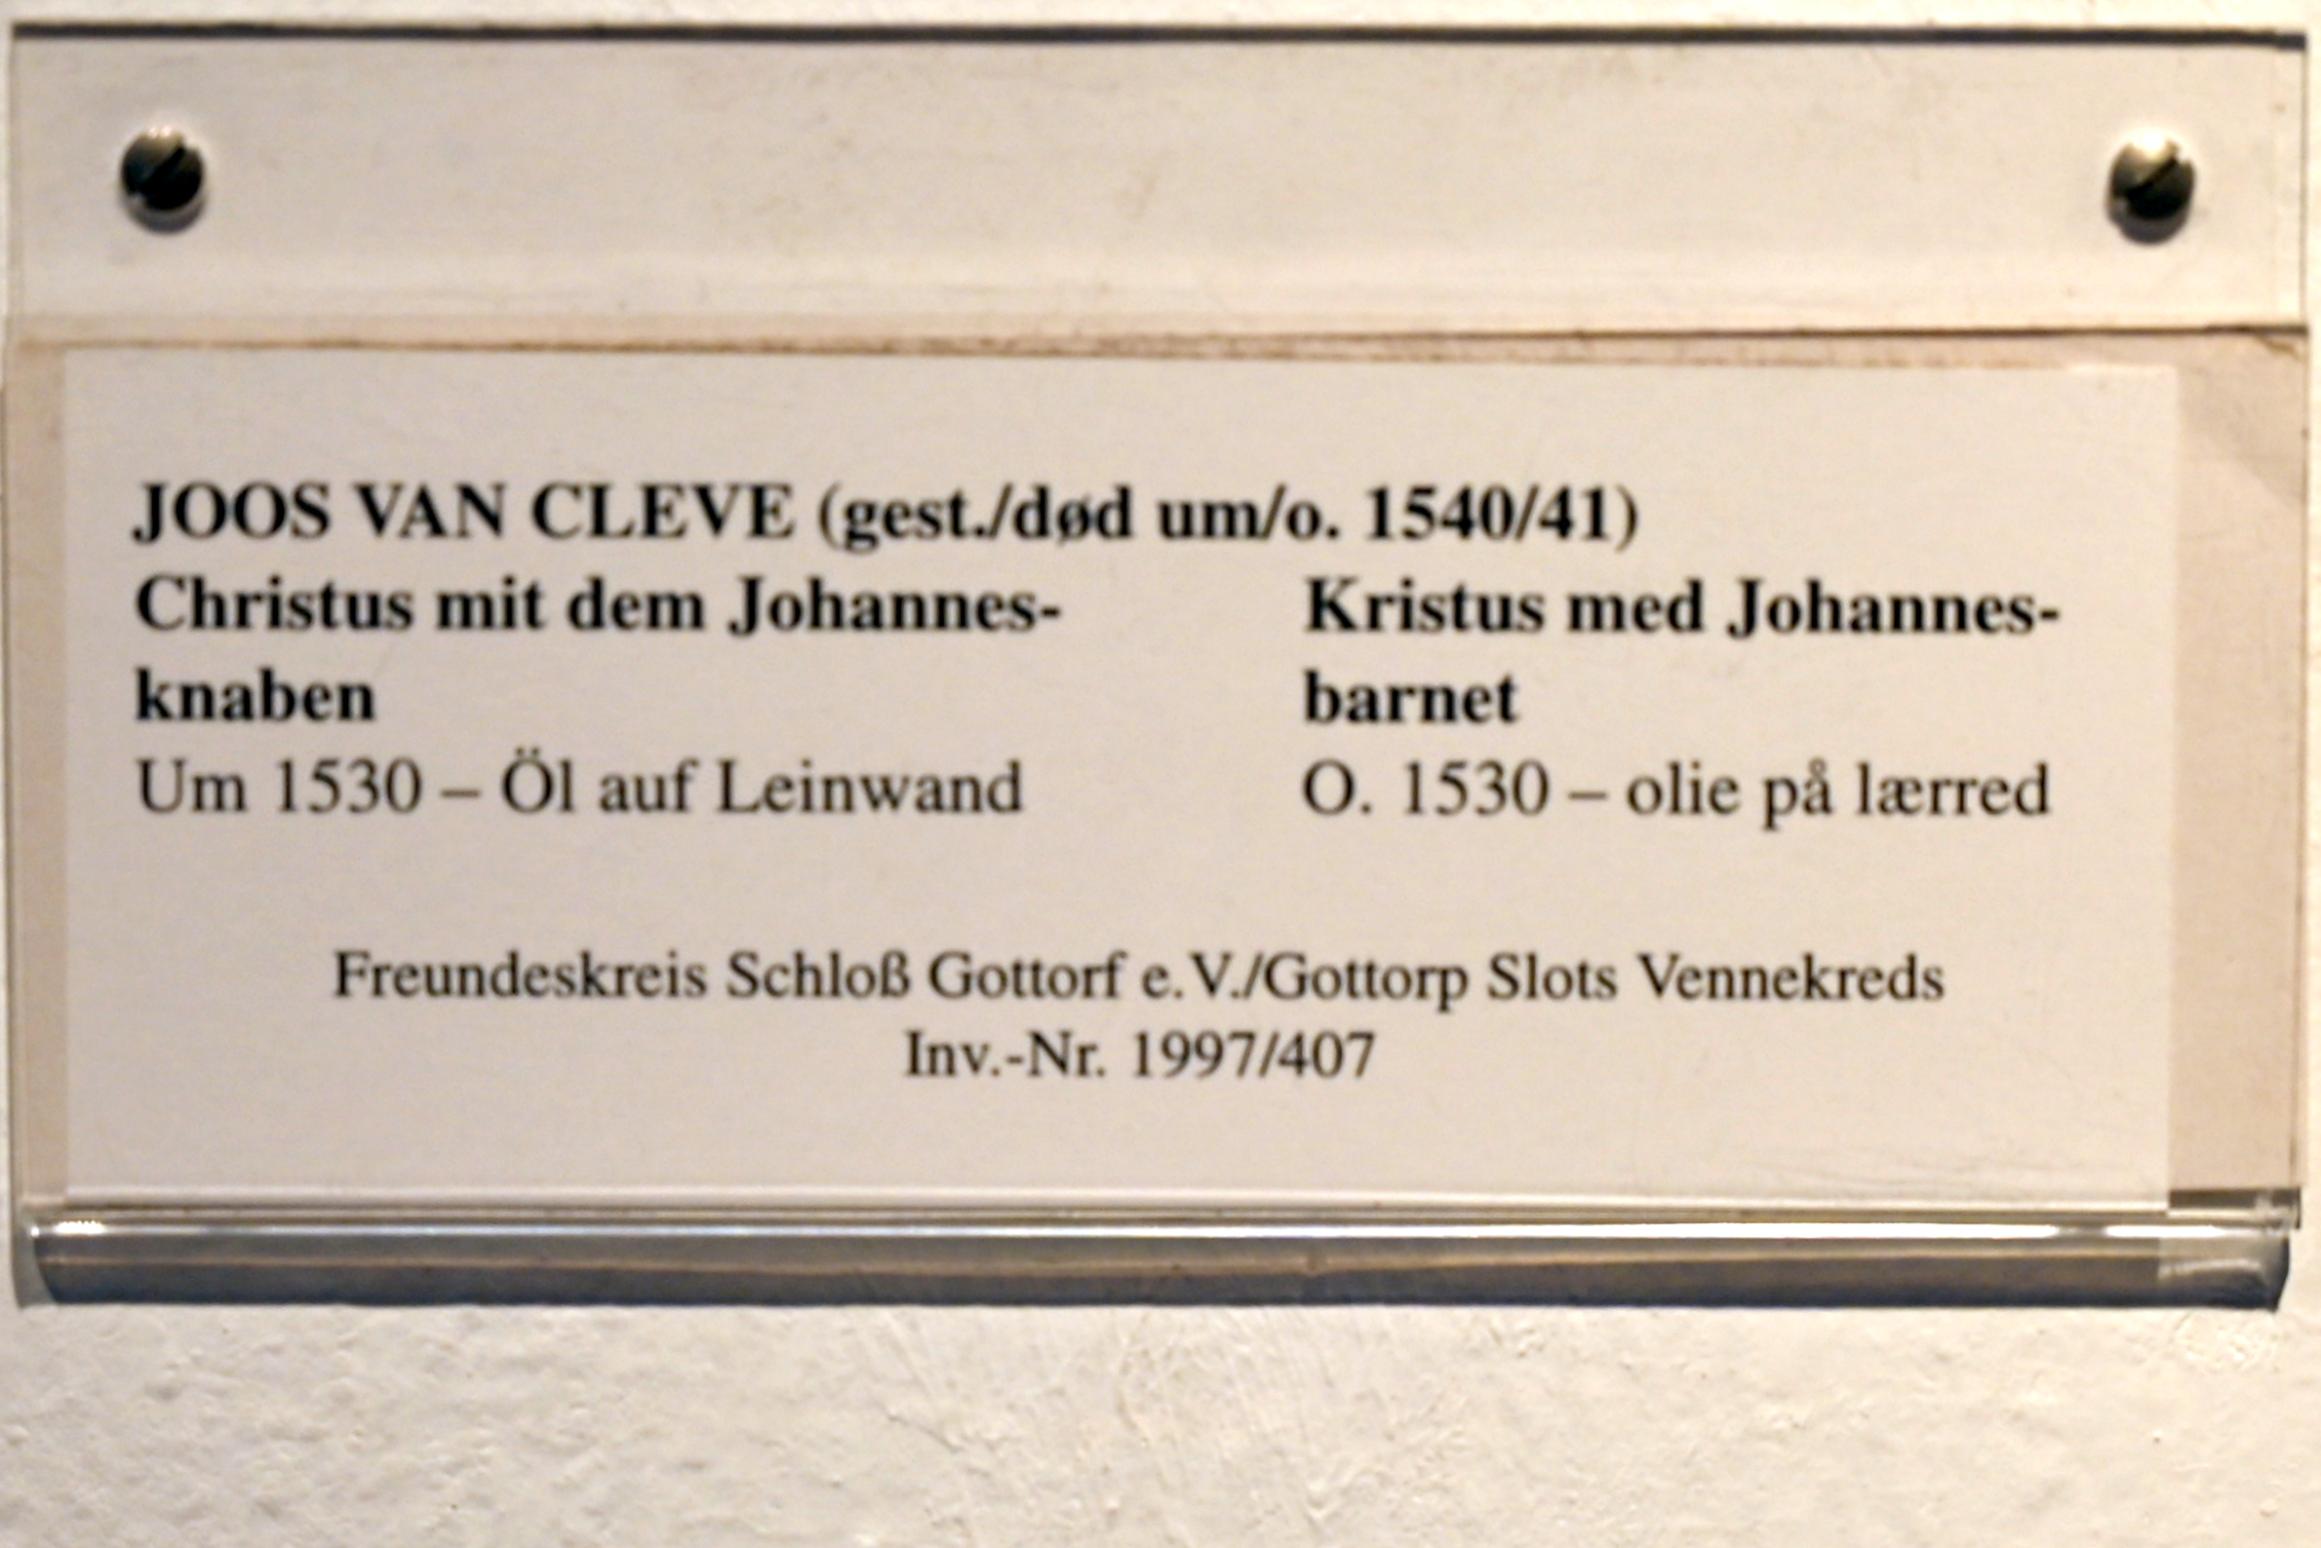 JOOS VAN CLEVE (gest./død um/o. 1540/41)
Christus mit dem Johannes-
knaben
Um 1530 – Öl auf Leinwand
Kristus med Johannes-
barnet
O. 1530 – olie på lærred
Freundeskreis Schloß Gottorf e.V./Gottorp Slots Vennekreds
Inv.-Nr. 1997/407